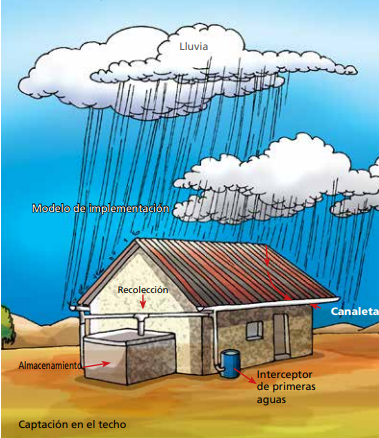 Lluvia
Modelo de implementación
Recolección
Canaleta
Almacenamiento
Interceptor
de primeras
aguas
Captación en el techo